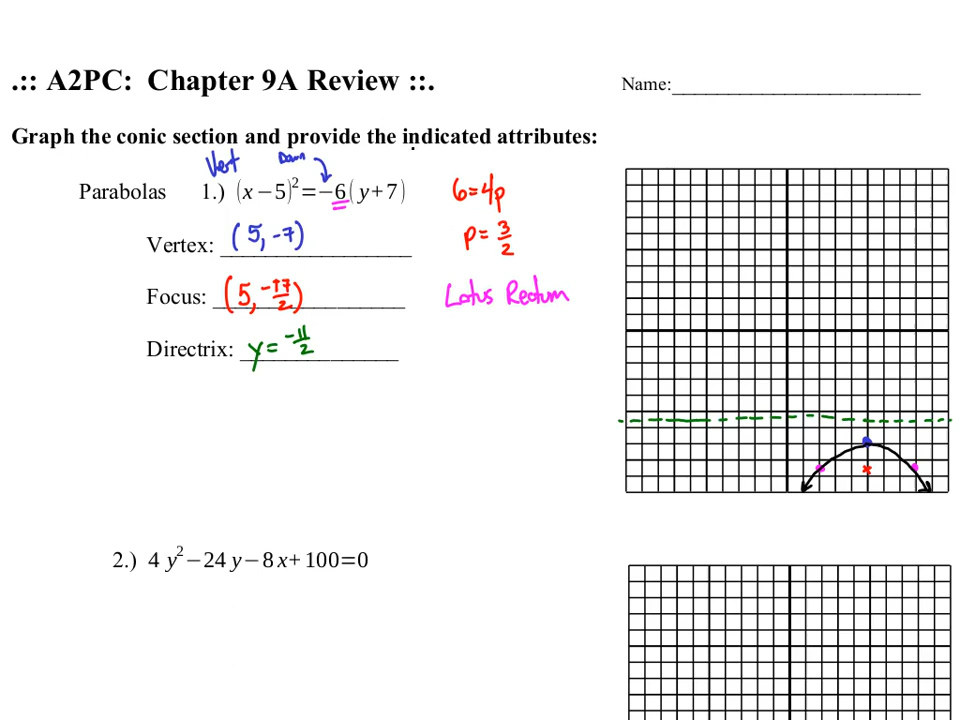 .:: A2PC: Chapter 9A Review ::.
Name:_______________________
Graph the conic section and provide the indicated attributes:
Vert Down
Parabolas 1.) (x−5)²=−6(y+7) 6=4p
Vertex: (5, -7) p= 3/2
Focus: (5, -17/2) Latus Rectum
Directrix: y= -11/2
2.) 4y²−24y−8x+100=0